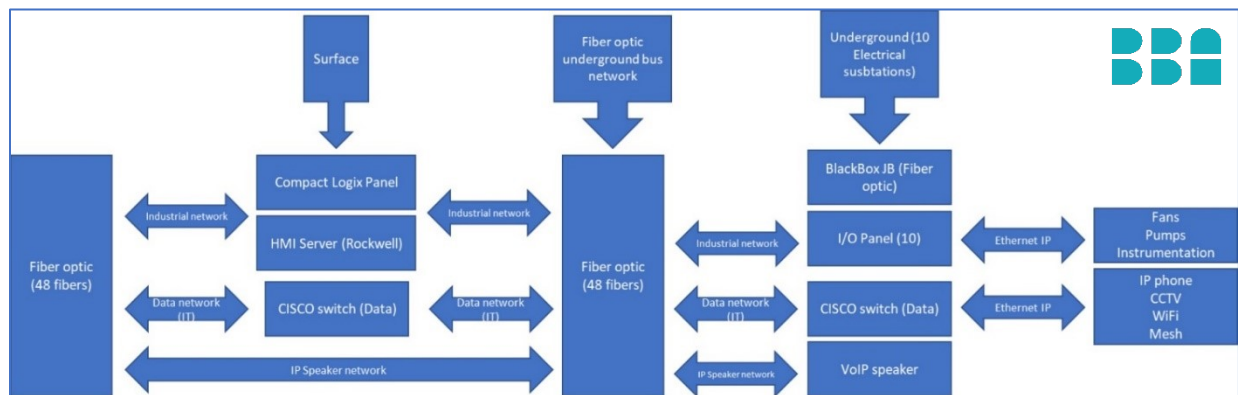 Surface
Fiber optic
underground bus
network
Underground (10
Electrical
susbtations)
BBA
Fiber optic
(48 fibers)
Industrial network
Data network
(IT)
IP Speaker network
Compact Logix Panel
HMI Server (Rockwell)
CISCO switch (Data)
Industrial network
Data network
(IT)
Fiber optic
(48 fibers)
Industrial network
Data network
(IT)
IP Speaker network
BlackBox JB (Fiber
optic)
I/O Panel (10)
CISCO switch (Data)
VoIP speaker
Ethernet IP
Ethernet IP
Fans
Pumps
Instrumentation
IP phone
CCTV
WiFi
Mesh